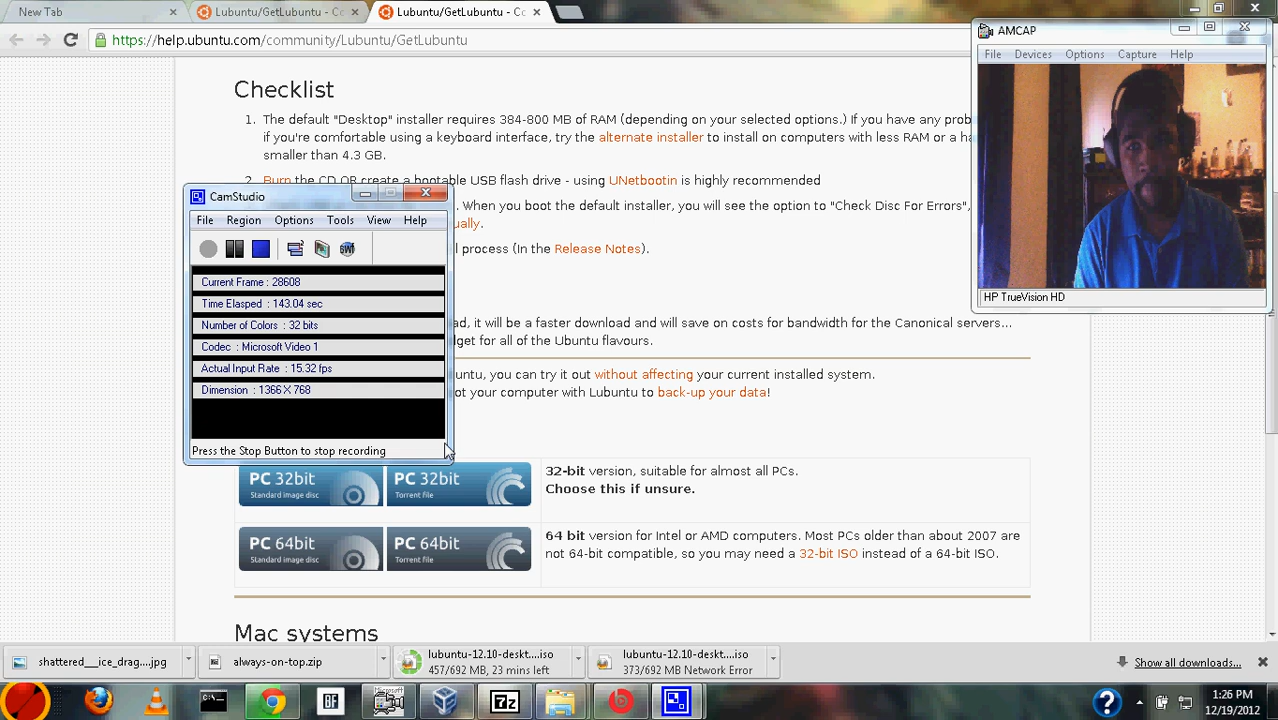 New Tab
Lubuntu/GetLubuntu - Co
Lubuntu/GetLubuntu - Co
https://help.ubuntu.com/community/Lubuntu/GetLubuntu
AMCAP
File Devices Options Capture Help
HP TrueVision HD
Checklist
1. The default "Desktop" installer requires 384-800 MB of RAM (depending on your selected options.) If you have any prob
if you're comfortable using a keyboard interface, try the alternate installer to install on computers with less RAM or a ha
smaller than 4.3 GB.
2. Burn the CD OR create a bootable USB flash drive - using UNetbootin is highly recommended
. When you boot the default installer, you will see the option to "Check Disc For Errors",
ually.
l process (In the Release Notes).
CamStudio
File Region Options Tools View Help
Current Frame : 28608
Time Elasped : 143.04 sec
Number of Colors : 32 bits
Codec : Microsoft Video 1
Actual Input Rate : 15.32 fps
Dimension : 1366 X 768
Press the Stop Button to stop recording
ad, it will be a faster download and will save on costs for bandwidth for the Canonical servers...
dget for all of the Ubuntu flavours.
untu, you can try it out without affecting your current installed system.
ot your computer with Lubuntu to back-up your data!
PC 32bit
Standard image disc
PC 32bit
Torrent file
32-bit version, suitable for almost all PCs.
Choose this if unsure.
PC 64bit
Standard image disc
PC 64bit
Torrent file
64 bit version for Intel or AMD computers. Most PCs older than about 2007 are
not 64-bit compatible, so you may need a 32-bit ISO instead of a 64-bit ISO.
Mac systems
shattered__ice_drag....jpg
always-on-top.zip
lubuntu-12.10-deskt....iso
457/692 MB, 23 mins left
lubuntu-12.10-deskt....iso
373/692 MB Network Error
Show all downloads...
1:26 PM
12/19/2012